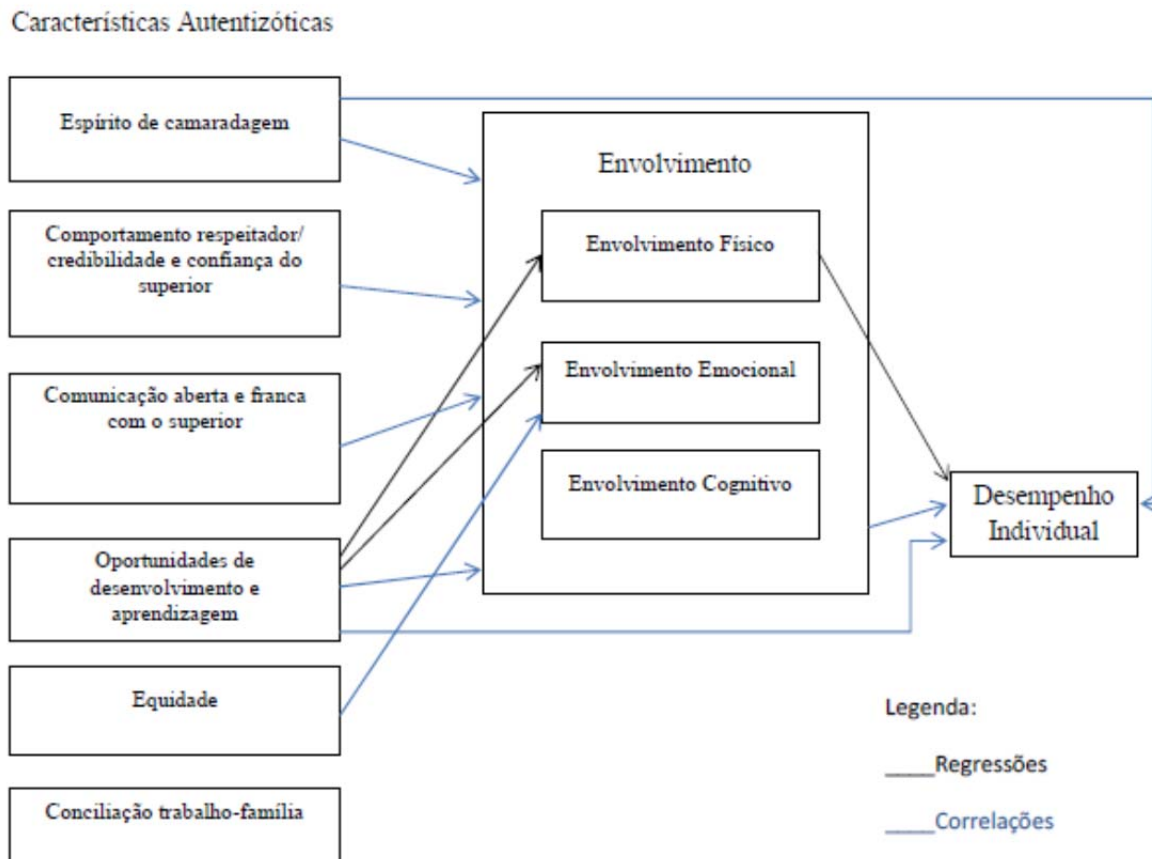 Características Autentizóticas
Espírito de camaradagem
Comportamento respeitador/
credibilidade e confiança do
superior
Comunicação aberta e franca
com o superior
Oportunidades de
desenvolvimento e
aprendizagem
Equidade
Conciliação trabalho-família
Envolvimento
Envolvimento Físico
Envolvimento Emocional
Envolvimento Cognitivo
Desempenho
Individual
Legenda:
____Regressões
____Correlações